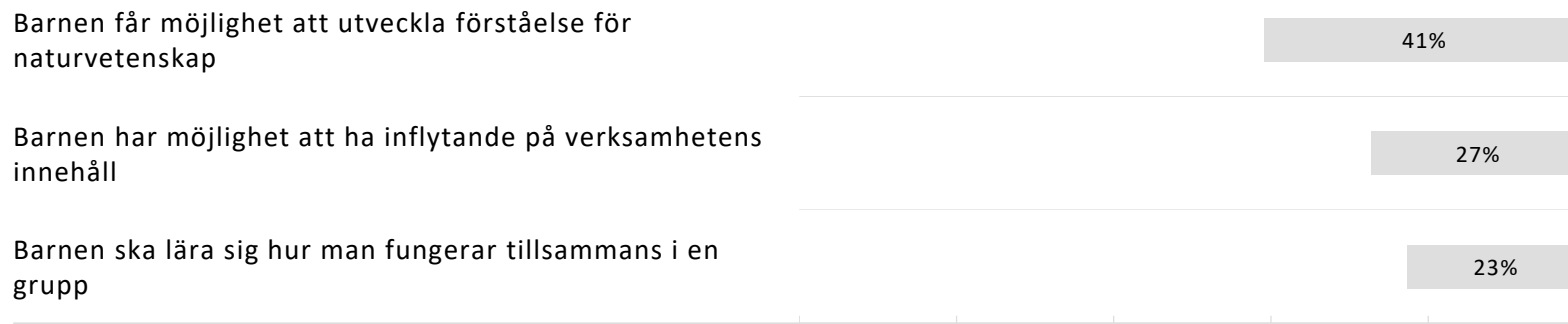 Barnen får möjlighet att utveckla förståelse för
naturvetenskap
41%
Barnen har möjlighet att ha inflytande på verksamhetens
innehåll
27%
Barnen ska lära sig hur man fungerar tillsammans i en
grupp
23%